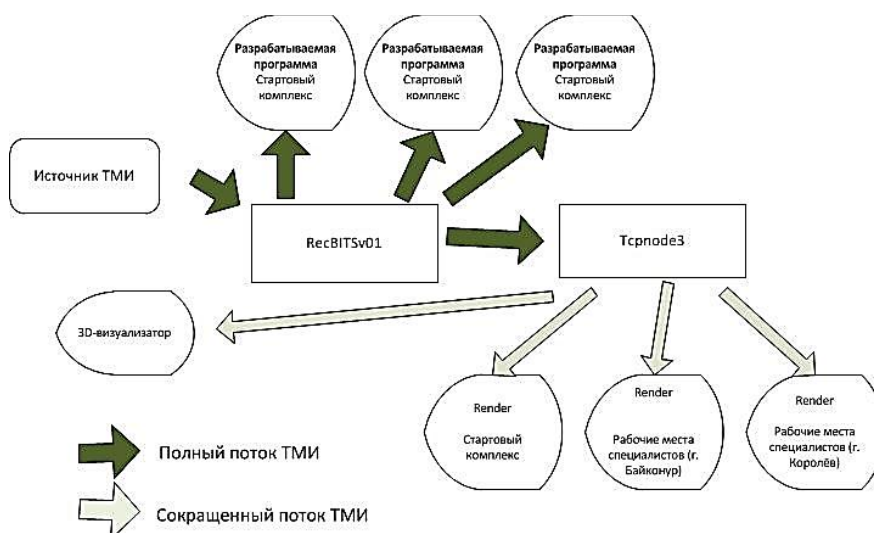 Разрабатываемая
программа
Стартовый
комплекс
Разрабатываемая
программа
Стартовый
комплекс
Разрабатываемая
программа
Стартовый
комплекс
Источник ТМИ
RecBITSv01
Tcpnode3
3D-визуализатор
Render
Стартовый
комплекс
Render
Рабочие места
специалистов (г.
Байконур)
Render
Рабочие места
специалистов (г.
Королёв)
Полный поток ТМИ
Сокращенный поток ТМИ